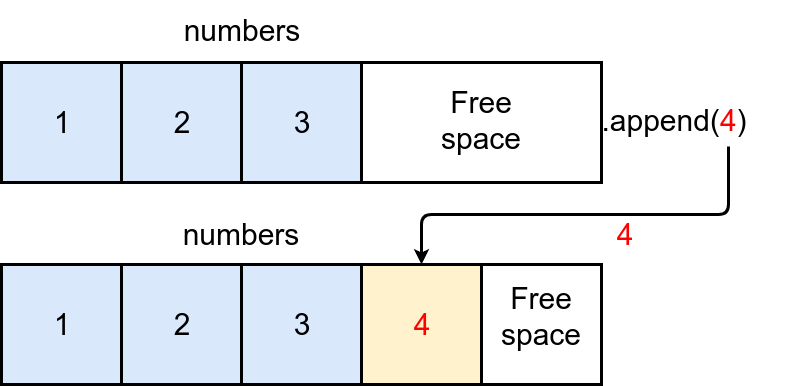 numbers
1 2 3 Free
space .append(4)
4
numbers
1 2 3 4 Free
space